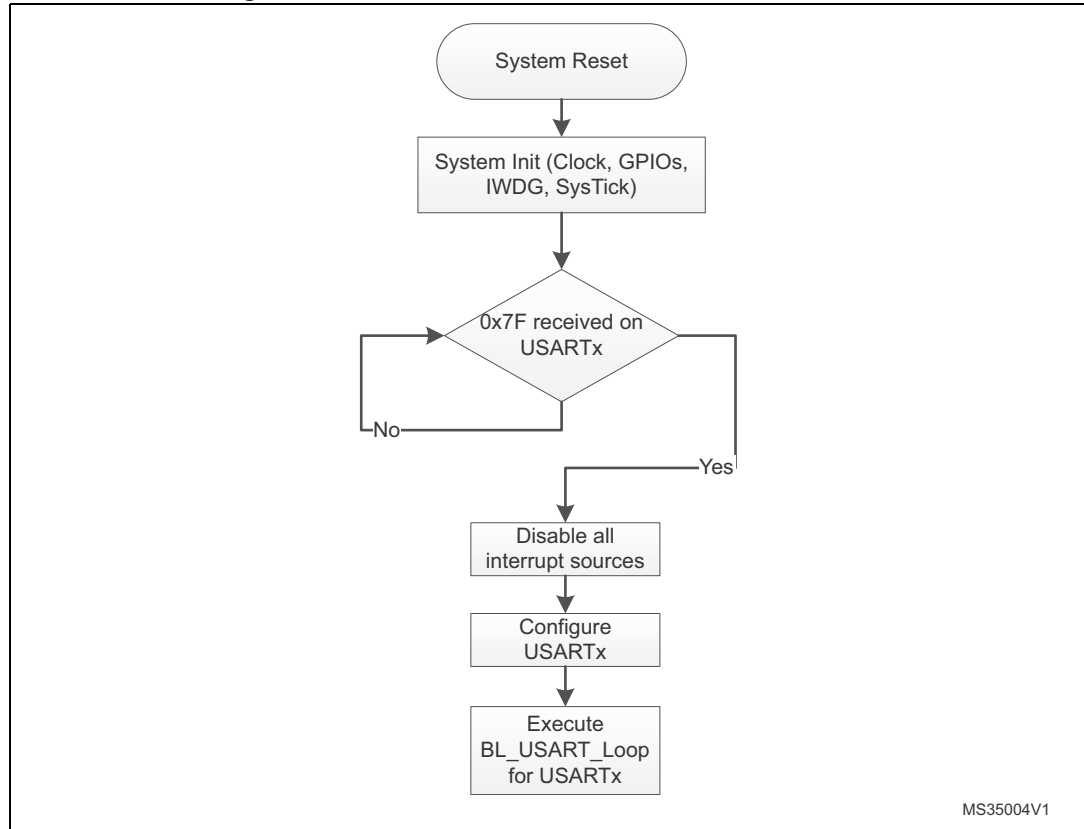 System Reset
System Init (Clock, GPIOs,
IWDG, SysTick)
0x7F received on
USARTx
No
Yes
Disable all
interrupt sources
Configure
USARTx
Execute
BL_USART_Loop
for USARTx
MS35004V1